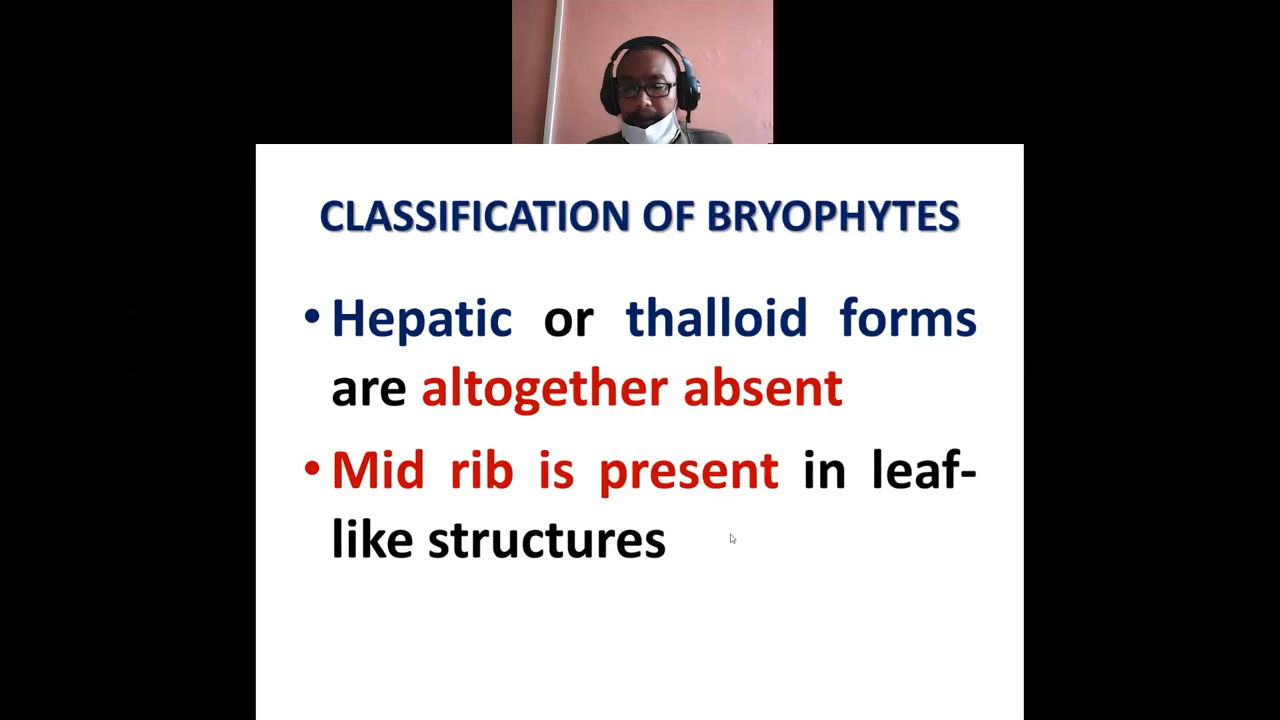 CLASSIFICATION OF BRYOPHYTES
• Hepatic or thalloid forms
are altogether absent
• Mid rib is present in leaf-
like structures